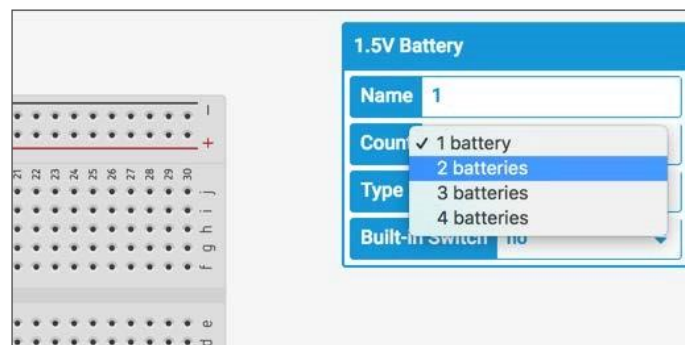 1.5V Battery
Name 1
Count
✓ 1 battery
2 batteries
Type
3 batteries
4 batteries
Built-in Switch no
− 
+
21 22 23 24 25 26 27 28 29 30
j
i
h
g
f
e